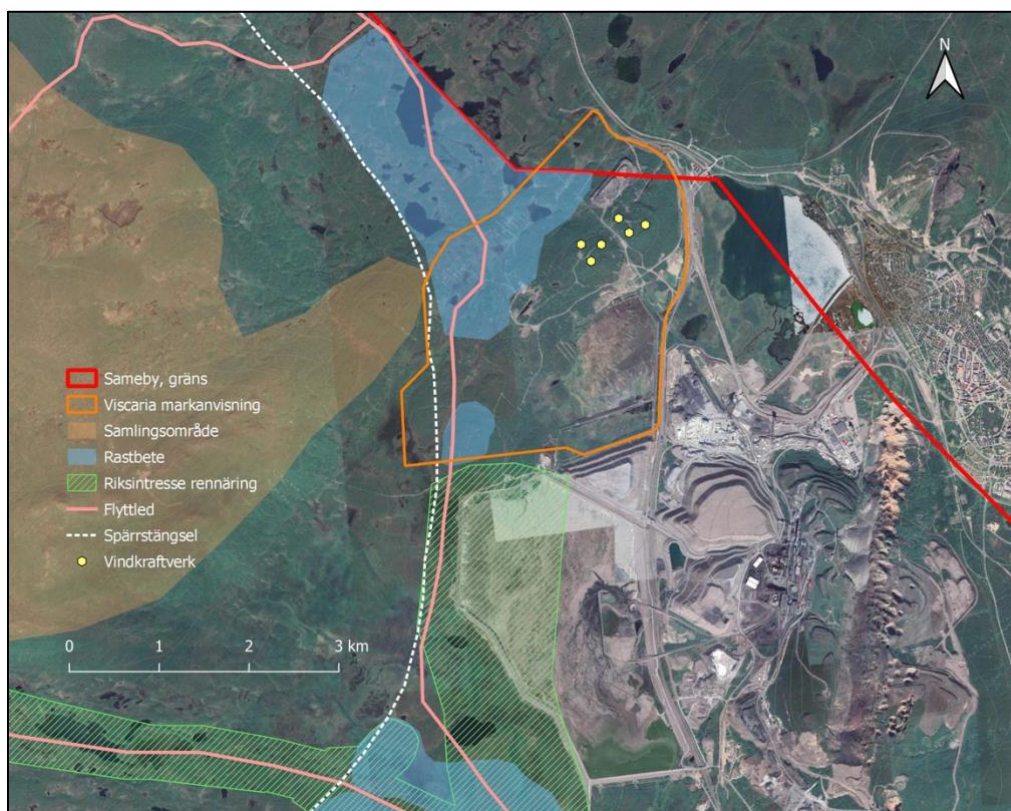 N
Sameby, gräns
Viscaria markanvisning
Samlingsområde
Rastbete
Riksintresse rennäring
Flyttled
Spärrstängsel
Vindkraftverk
0 1 2 3 km